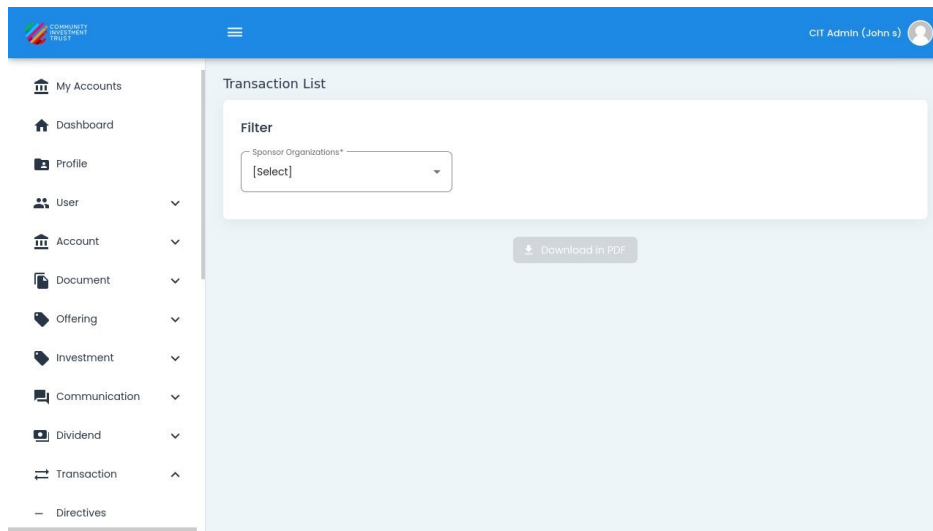 COMMUNITY
INVESTMENT
TRUST
CIT Admin (John s)
My Accounts
Dashboard
Profile
User
Account
Document
Offering
Investment
Communication
Dividend
Transaction
– Directives
Transaction List
Filter
Sponsor Organizations*
[Select]
Download in PDF